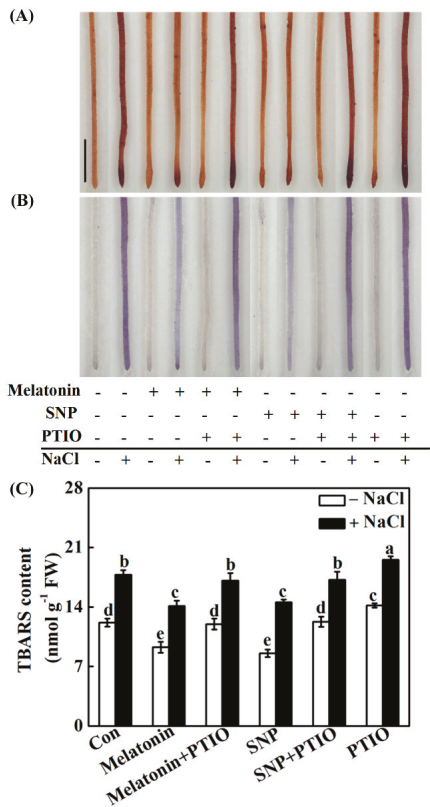 (A)
(B)
Melatonin - - + + + + - - - - - -
SNP - - - - - - + + + + - -
PTIO - - - - + + - - + + + +
NaCl - + - + - + - + - + - +
(C)
28
21
14
7
0
TBARS content
(nmol g⁻¹ FW)
– NaCl
+ NaCl
d b e c d b e c d b c a
Con
Melatonin
Melatonin+PTIO
SNP
SNP+PTIO
PTIO